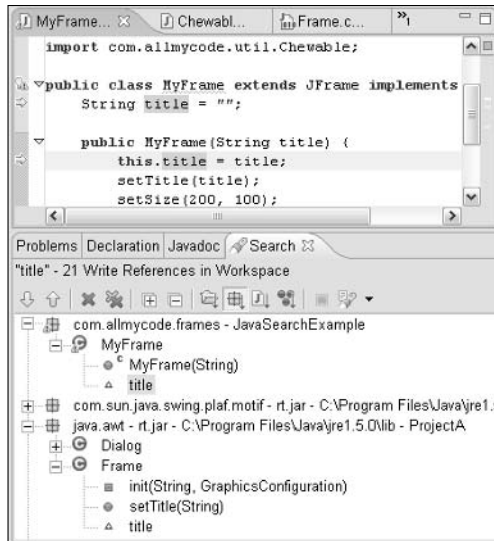 MyFrame... Chewabl... Frame.c... »1
import com.allmycode.util.Chewable;
public class MyFrame extends JFrame implements
String title = "";
public MyFrame(String title) {
this.title = title;
setTitle(title);
setSize(200, 100);
Problems Declaration Javadoc Search
"title" - 21 Write References in Workspace
com.allmycode.frames - JavaSearchExample
MyFrame
MyFrame(String)
title
com.sun.java.swing.plaf.motif - rt.jar - C:\Program Files\Java\jre1.
java.awt - rt.jar - C:\Program Files\Java\jre1.5.0\lib - ProjectA
Dialog
Frame
init(String, GraphicsConfiguration)
setTitle(String)
title